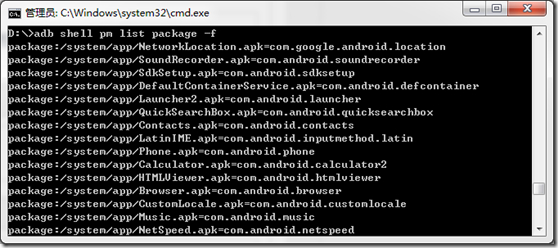 管理员: C:\Windows\system32\cmd.exe
D:\>adb shell pm list package -f
package:/system/app/NetworkLocation.apk=com.google.android.location
package:/system/app/SoundRecorder.apk=com.android.soundrecorder
package:/system/app/SdkSetup.apk=com.android.sdksetup
package:/system/app/DefaultContainerService.apk=com.android.defcontainer
package:/system/app/Launcher2.apk=com.android.launcher
package:/system/app/QuickSearchBox.apk=com.android.quicksearchbox
package:/system/app/Contacts.apk=com.android.contacts
package:/system/app/LatinIME.apk=com.android.inputmethod.latin
package:/system/app/Phone.apk=com.android.phone
package:/system/app/Calculator.apk=com.android.calculator2
package:/system/app/HTMLViewer.apk=com.android.htmlviewer
package:/system/app/Browser.apk=com.android.browser
package:/system/app/CustomLocale.apk=com.android.customlocale
package:/system/app/Music.apk=com.android.music
package:/system/app/NetSpeed.apk=com.android.netspeed